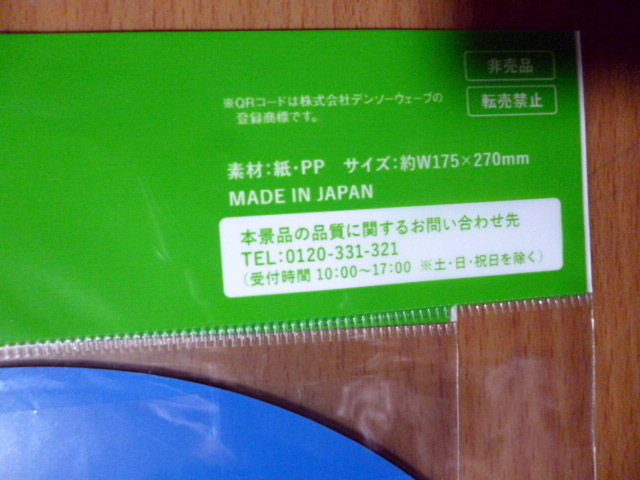 非売品
転売禁止
※QRコードは株式会社デンソーウェーブの
登録商標です。
素材:紙・PP サイズ:約W175×270mm
MADE IN JAPAN
本景品の品質に関するお問い合わせ先
TEL:0120-331-321
(受付時間 10:00〜17:00 ※土・日・祝日を除く)